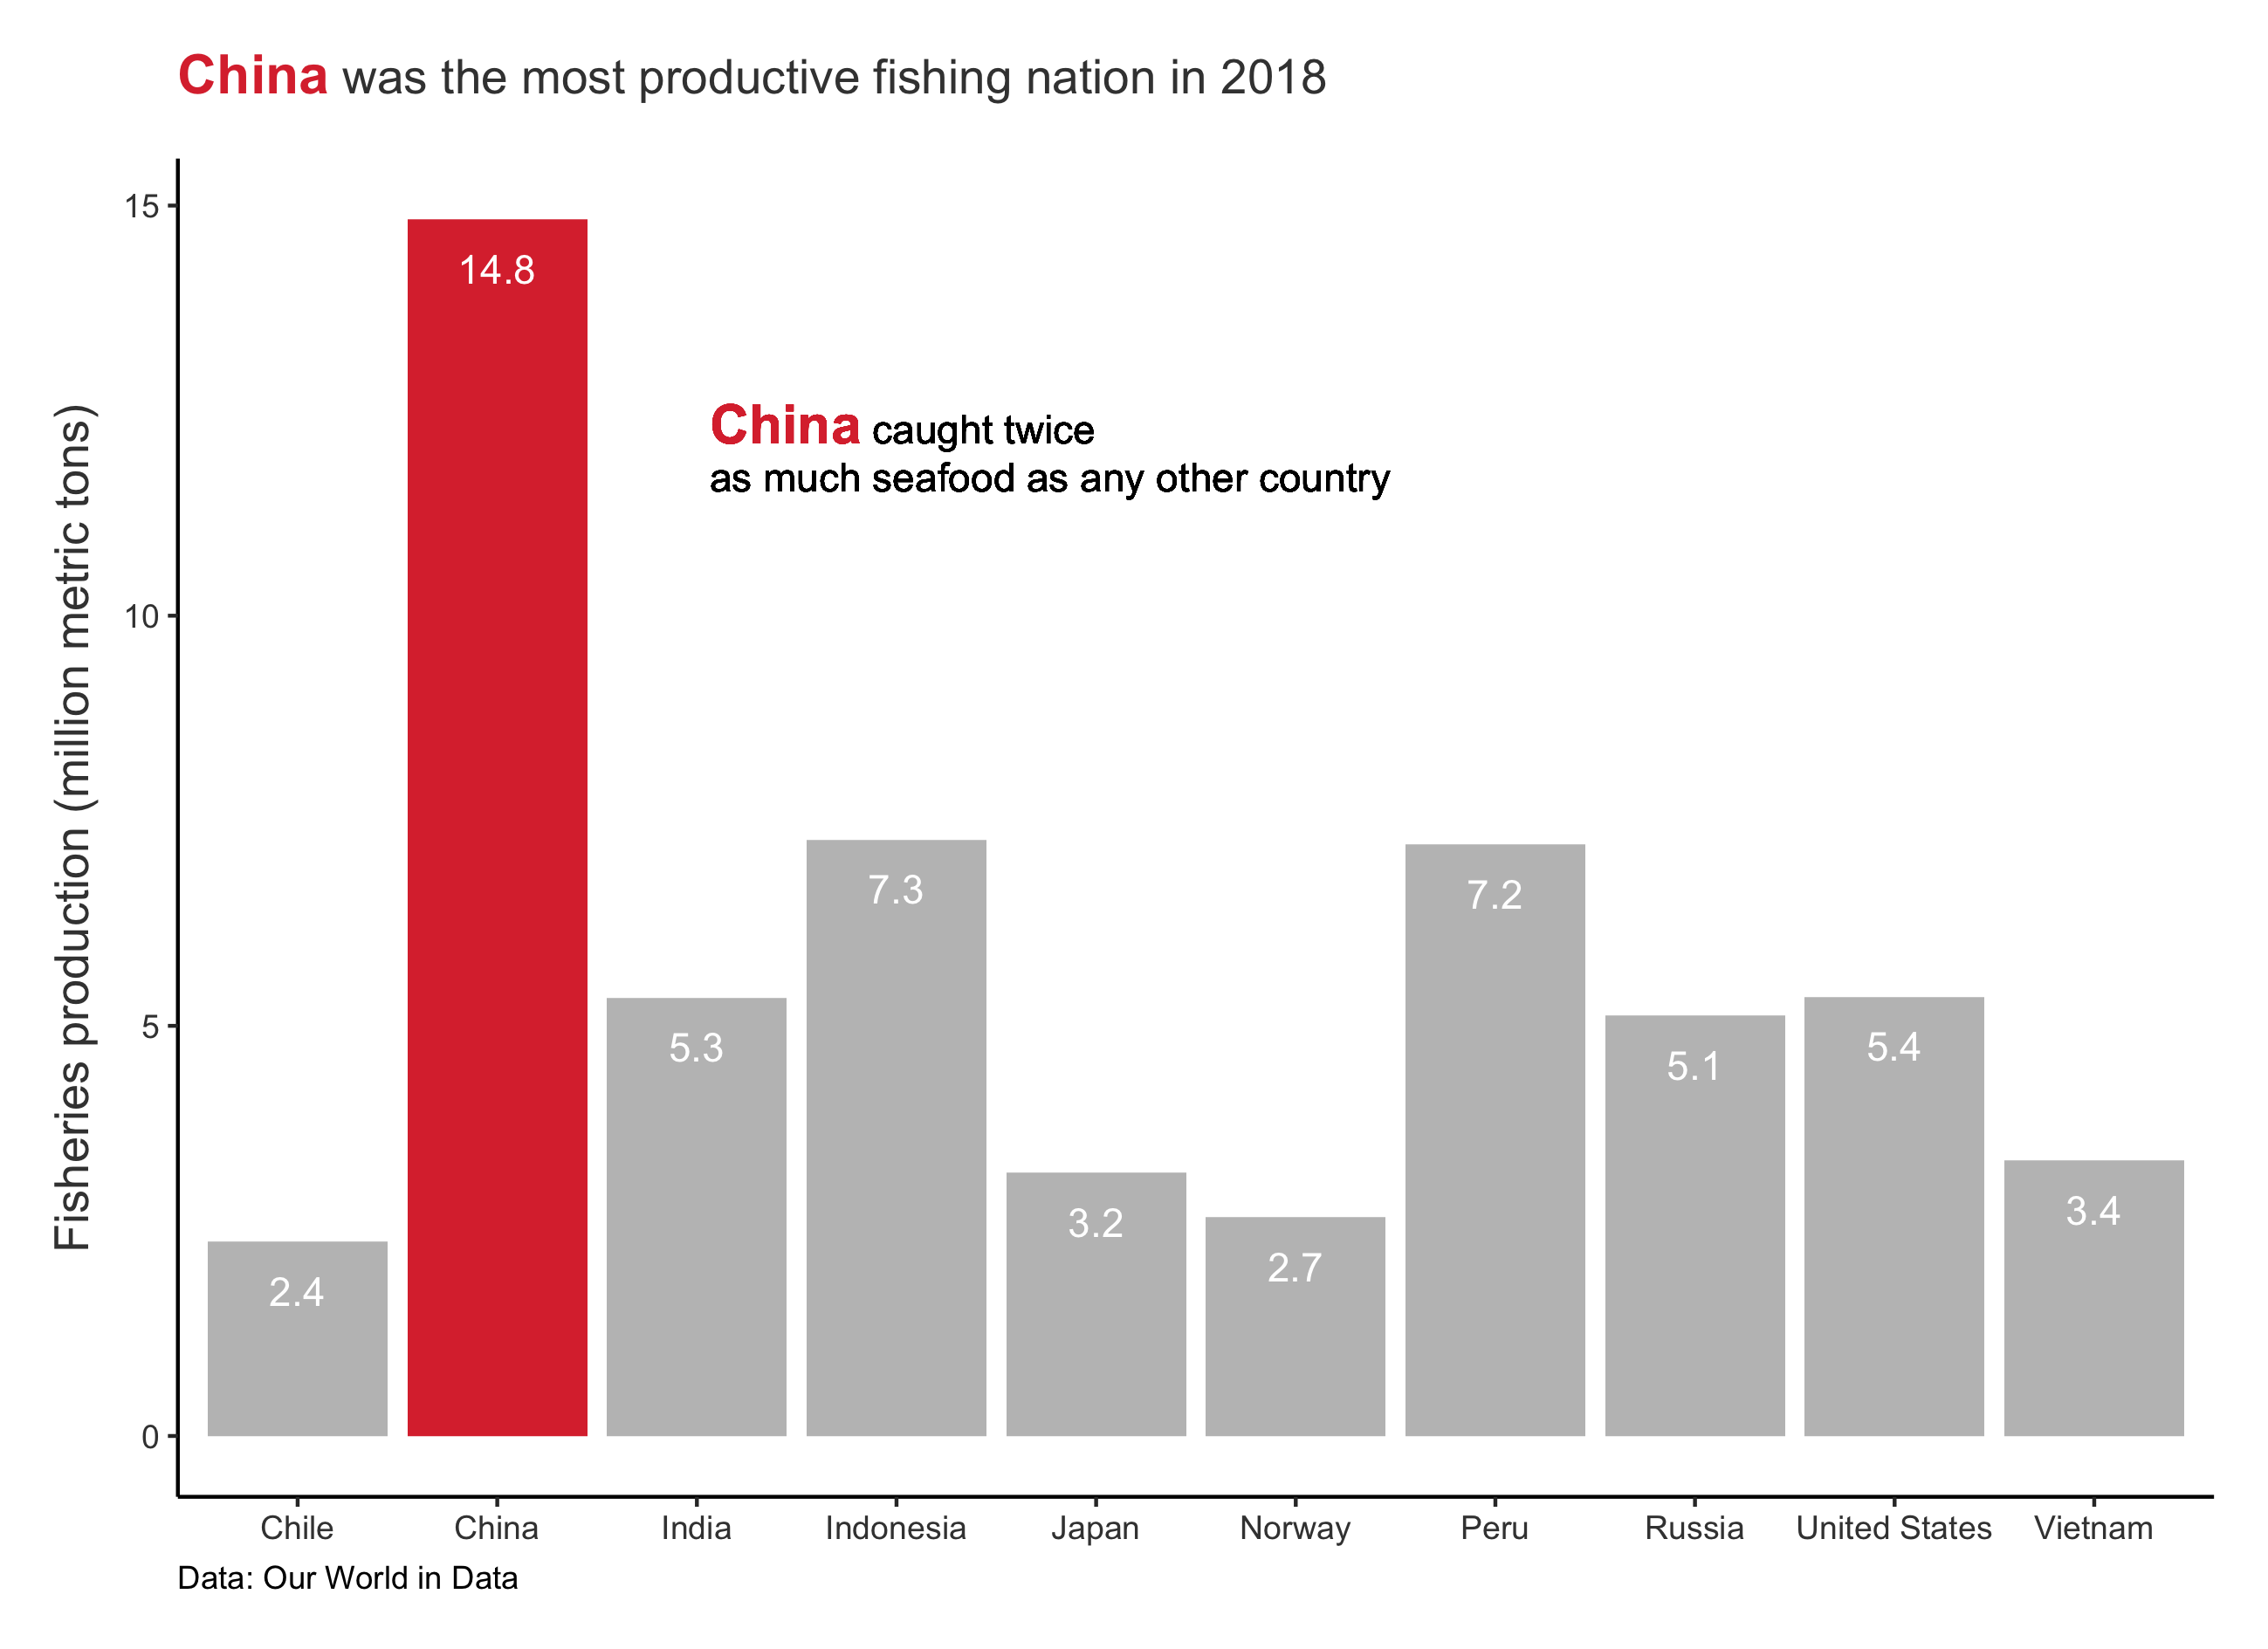 China was the most productive fishing nation in 2018
Fisheries production (million metric tons)
15
10
5
0
China caught twice
as much seafood as any other country
2.4
14.8
5.3
7.3
3.2
2.7
7.2
5.1
5.4
3.4
Chile
China
India
Indonesia
Japan
Norway
Peru
Russia
United States
Vietnam
Data: Our World in Data